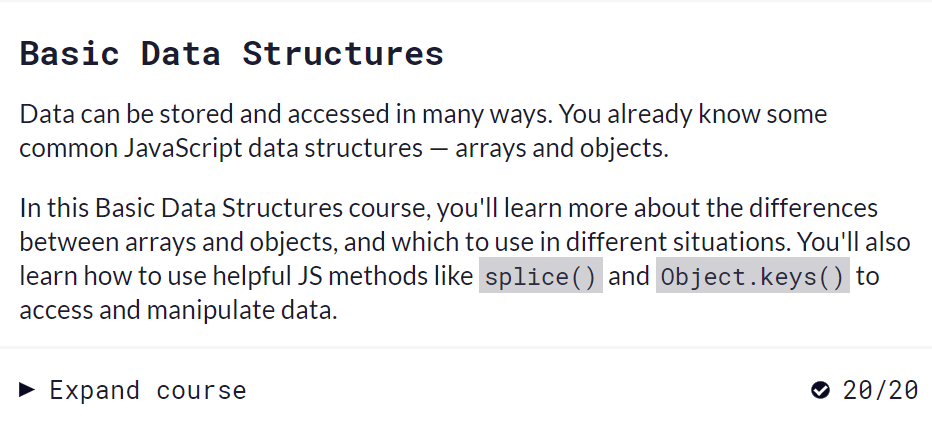 Basic Data Structures
Data can be stored and accessed in many ways. You already know some
common JavaScript data structures — arrays and objects.
In this Basic Data Structures course, you'll learn more about the differences
between arrays and objects, and which to use in different situations. You'll also
learn how to use helpful JS methods like splice() and Object.keys() to
access and manipulate data.
Expand course 20/20